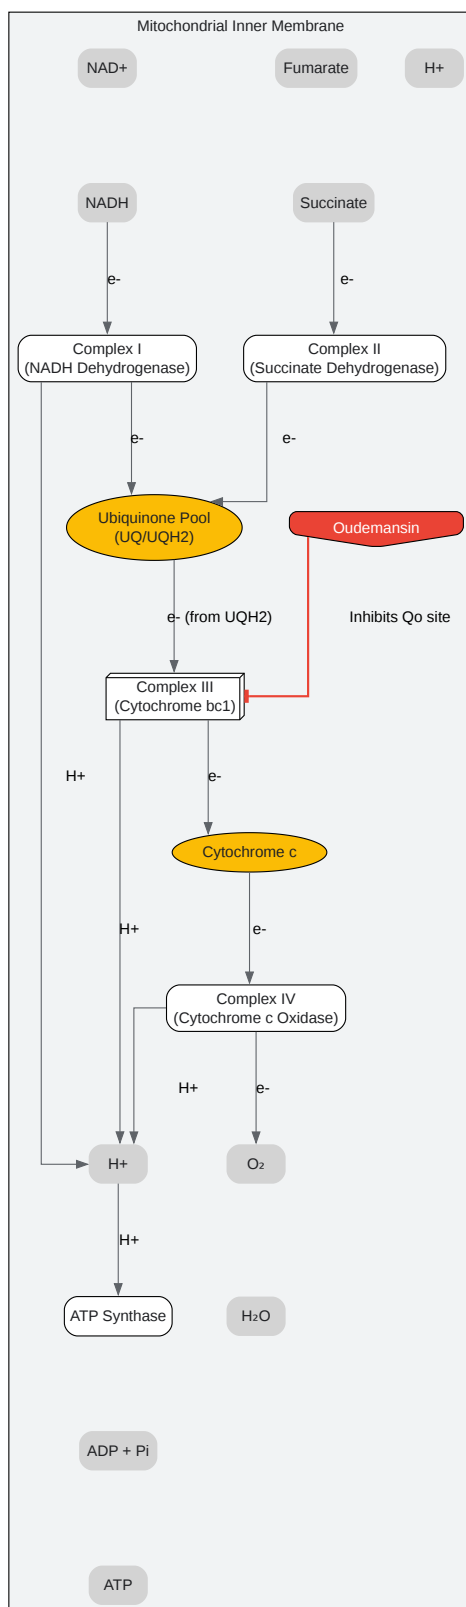 Mitochondrial Inner Membrane
NAD+
Fumarate
H+
NADH
Succinate
e-
e-
Complex I
(NADH Dehydrogenase)
Complex II
(Succinate Dehydrogenase)
e-
e-
Ubiquinone Pool
(UQ/UQH2)
Oudemansin
e- (from UQH2)
Inhibits Qo site
Complex III
(Cytochrome bc1)
H+
e-
Cytochrome c
H+
e-
Complex IV
(Cytochrome c Oxidase)
H+
e-
H+
O₂
H+
ATP Synthase
H₂O
ADP + Pi
ATP